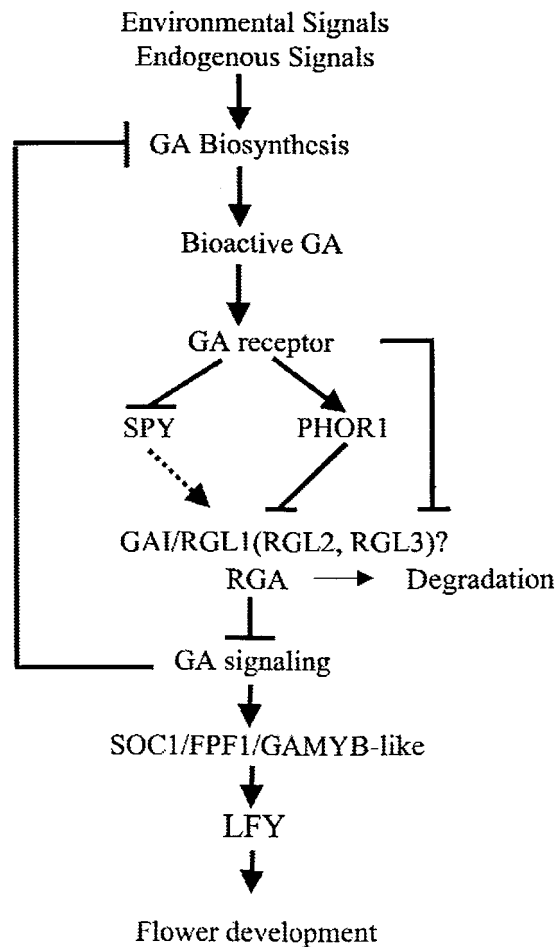 Environmental Signals
Endogenous Signals
GA Biosynthesis
Bioactive GA
GA receptor
SPY PHOR1
GAI/RGL1(RGL2, RGL3)?
RGA Degradation
GA signaling
SOC1/FPF1/GAMYB-like
LFY
Flower development